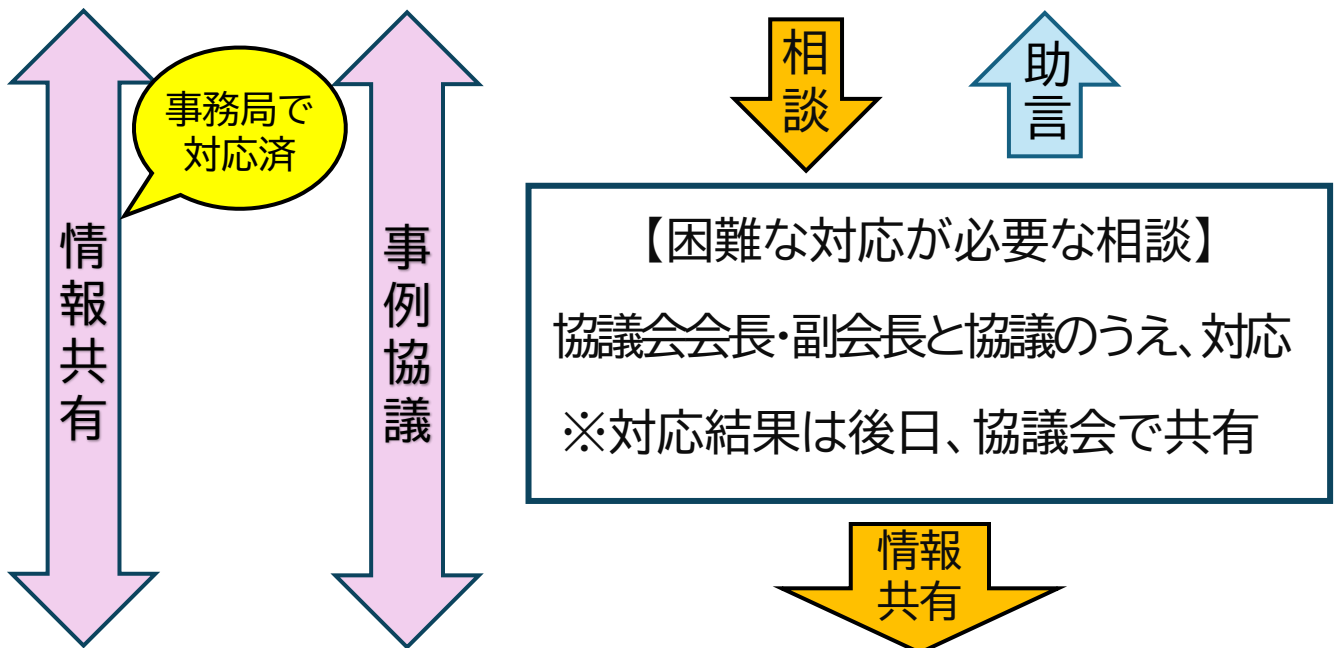 事務局で
対応済
情報共有
事例協議
相談
助言
【困難な対応が必要な相談】
協議会会長・副会長と協議のうえ、対応
※対応結果は後日、協議会で共有
情報
共有